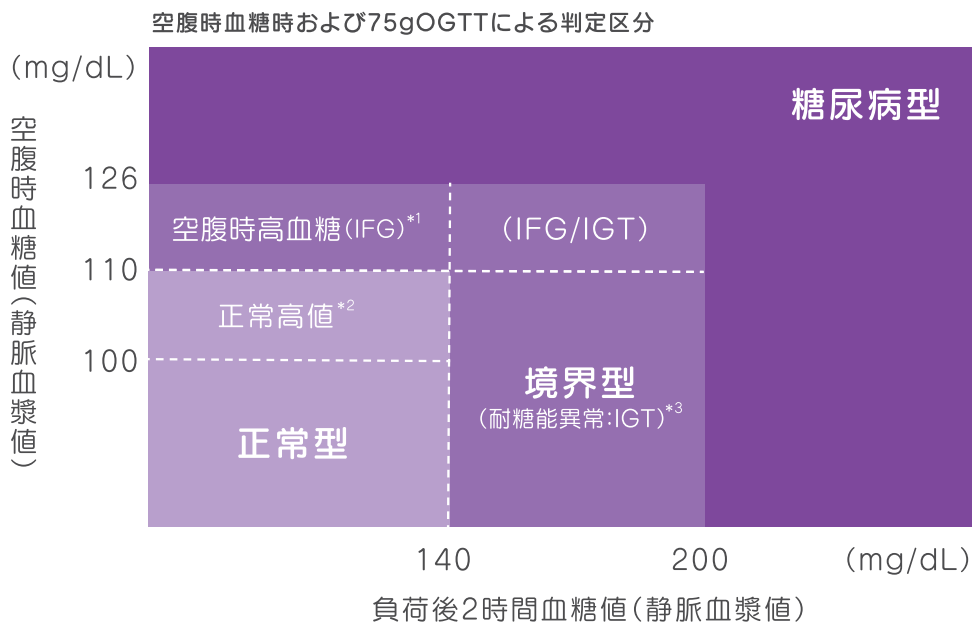 空腹時血糖時および75gOGTTによる判定区分
(mg/dL)
糖尿病型
空腹時血糖値(静脈血漿値)
126
空腹時高血糖(IFG)*1
(IFG/IGT)
110
正常高値*2
100
境界型
(耐糖能異常:IGT)*3
正常型
140
200
(mg/dL)
負荷後2時間血糖値(静脈血漿値)